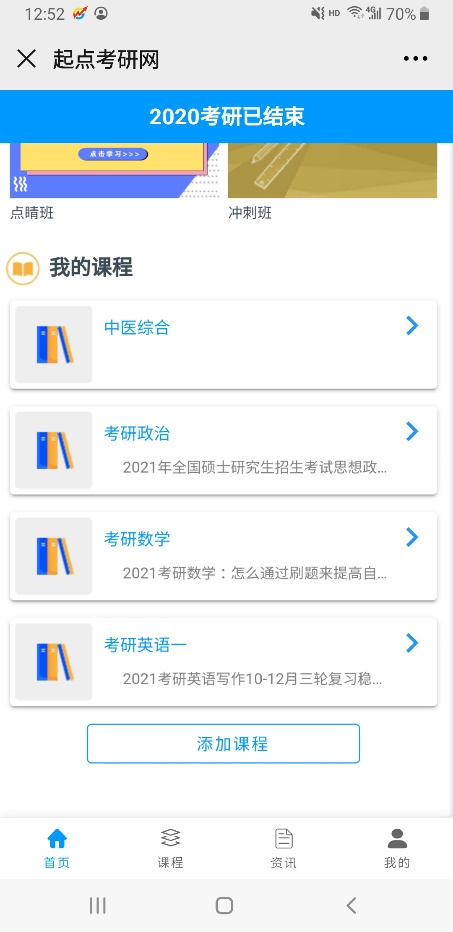 12:52
HD
4G
70%
起点考研网
2020考研已结束
点击学习>>>
点晴班
冲刺班
我的课程
中医综合
考研政治
2021年全国硕士研究生招生考试思想政...
考研数学
2021考研数学：怎么通过刷题来提高自...
考研英语一
2021考研英语写作10-12月三轮复习稳...
添加课程
首页
课程
资讯
我的